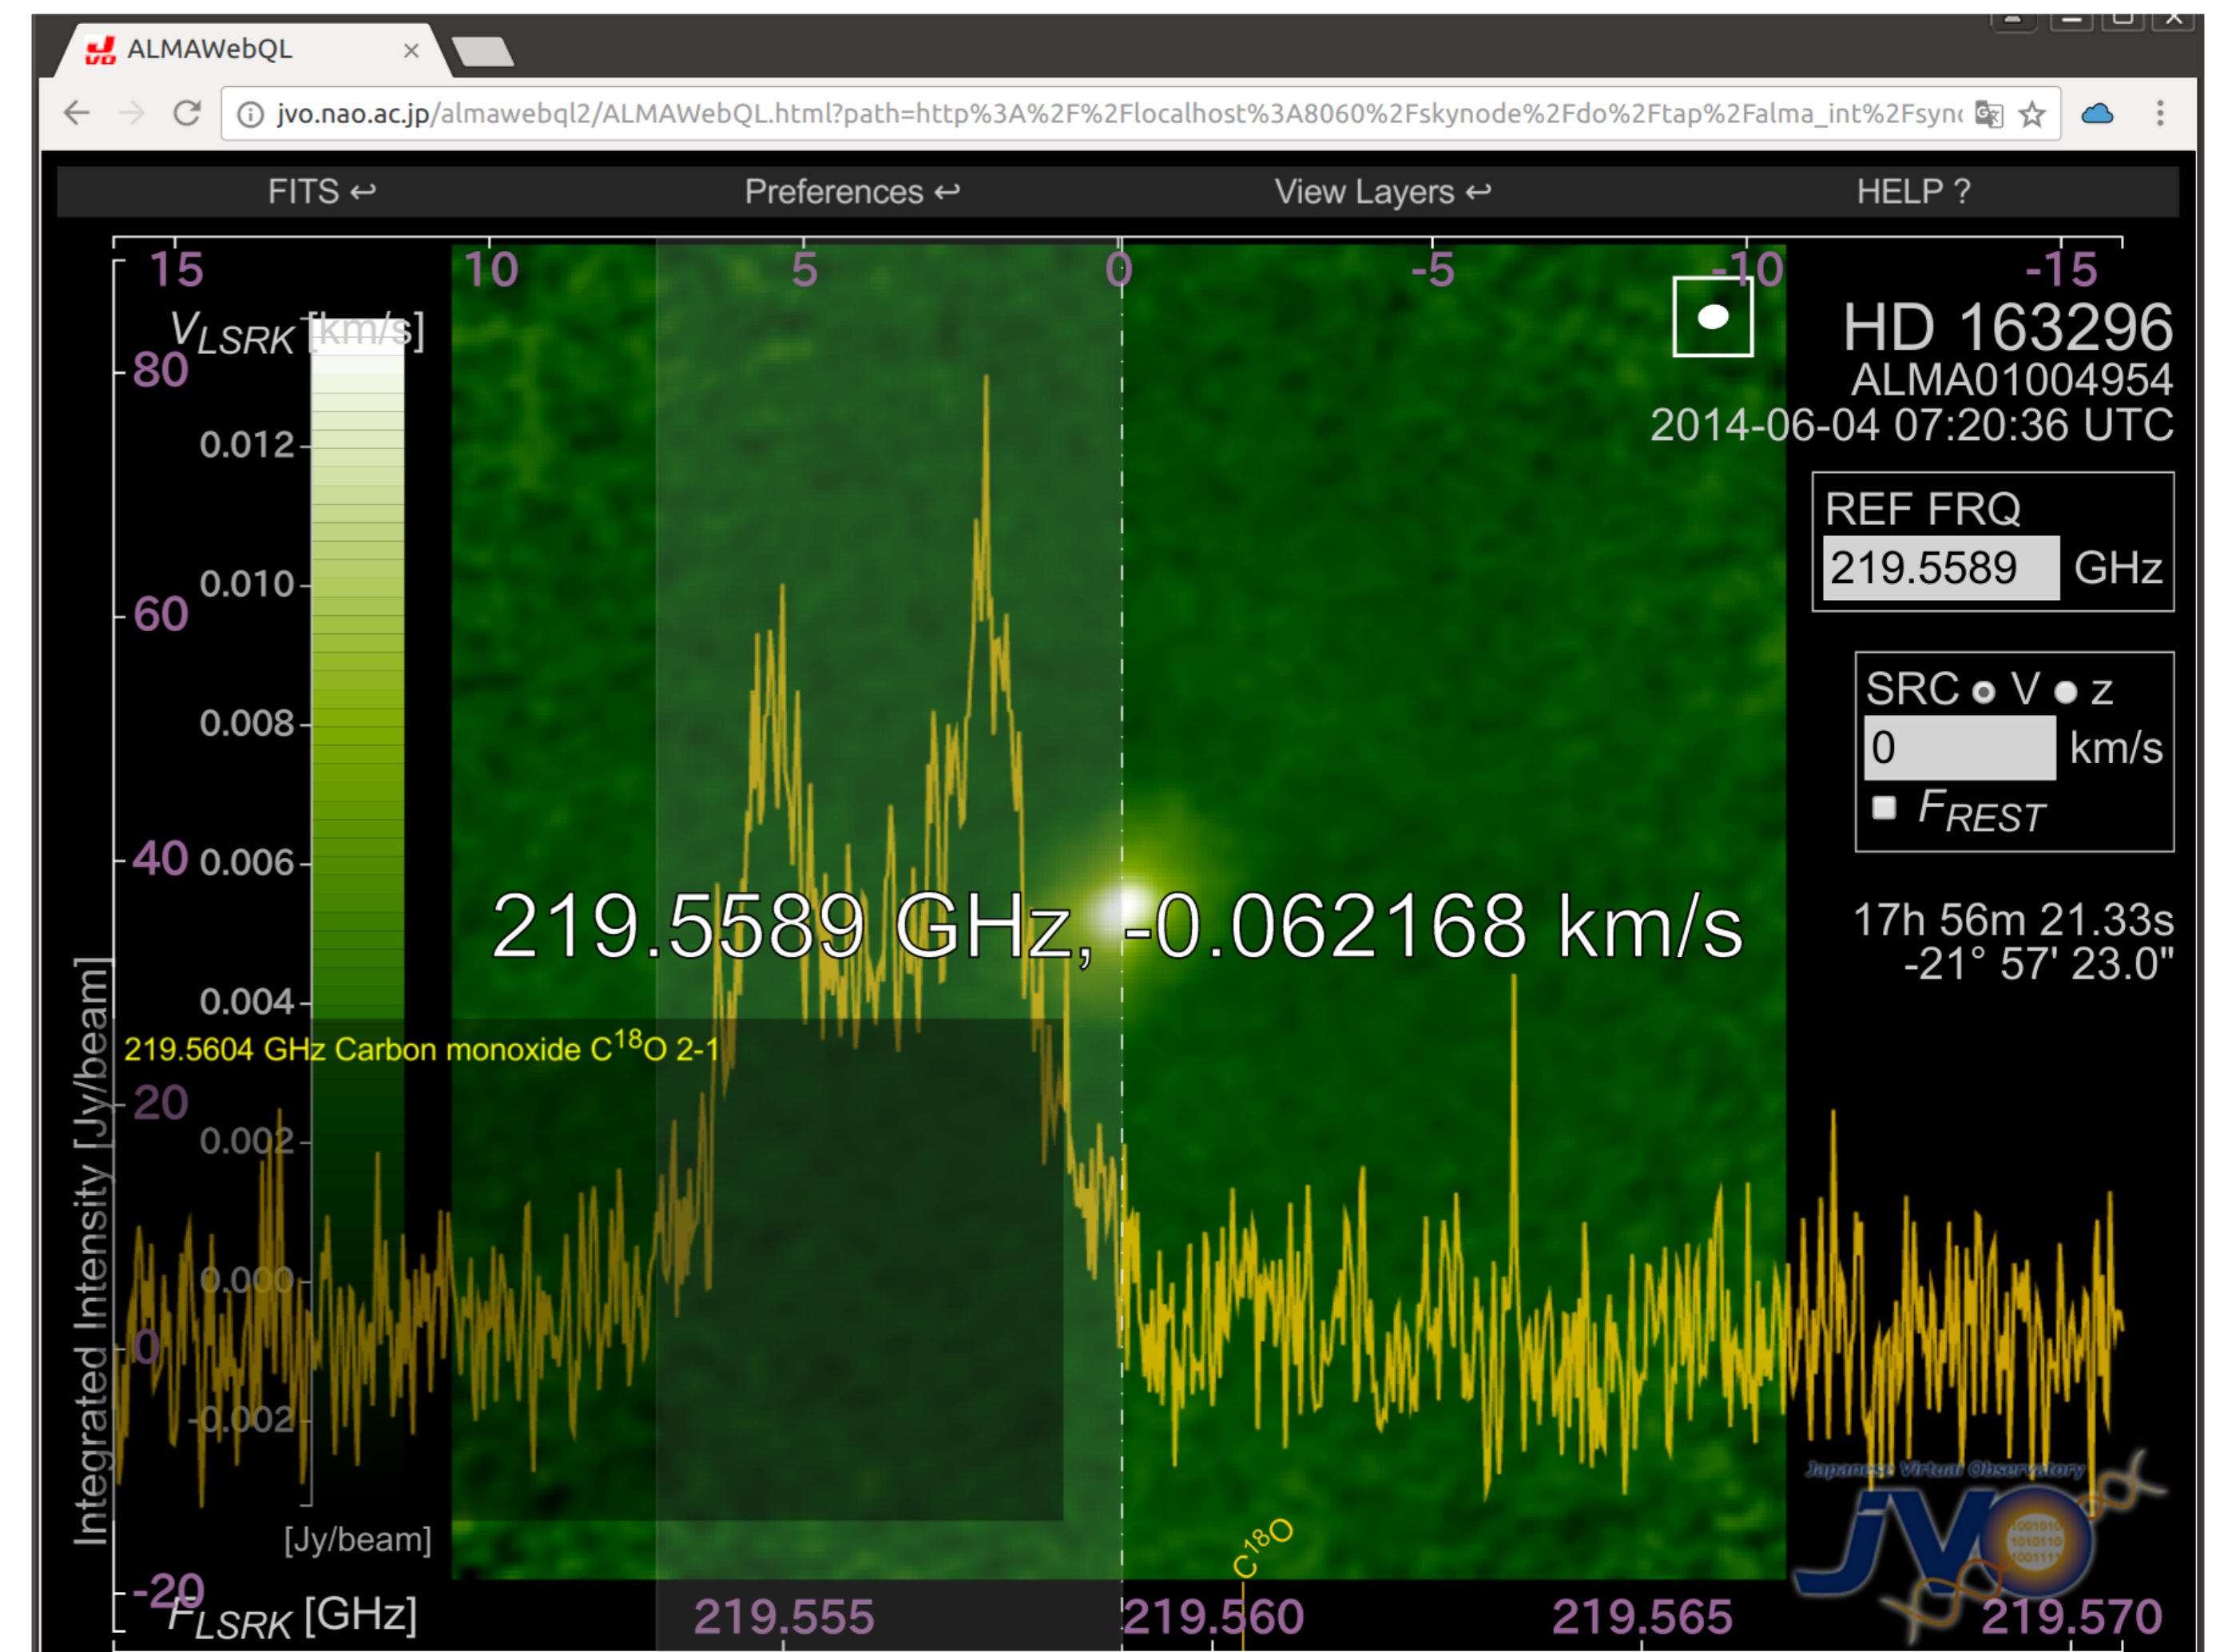 ALMAWebQL
jvo.nao.ac.jp/almawebql2/ALMAWebQL.html?path=http%3A%2F%2Flocalhost%3A8060%2Fskynode%2Fdo%2Ftap%2Falma_int%2Fsync
FITS ↩ Preferences ↩ View Layers ↩ HELP ?
15 10 5 0 -5 -10 -15
V_LSRK [km/s]
HD 163296
ALMA01004954
2014-06-04 07:20:36 UTC
REF FRQ
219.5589 GHz
SRC V z
0 km/s
F_REST
17h 56m 21.33s
-21° 57' 23.0"
80
60
40
20
0
-20
0.012
0.010
0.008
0.006
0.004
0.002
0.000
-0.002
[Jy/beam]
Integrated Intensity [Jy/beam]
219.5589 GHz, -0.062168 km/s
219.5604 GHz Carbon monoxide C¹⁸O 2-1
C¹⁸O
Japanese Virtual Observatory
JVO
1001010
1010110
1001111
F_LSRK [GHz]
219.555 219.560 219.565 219.570